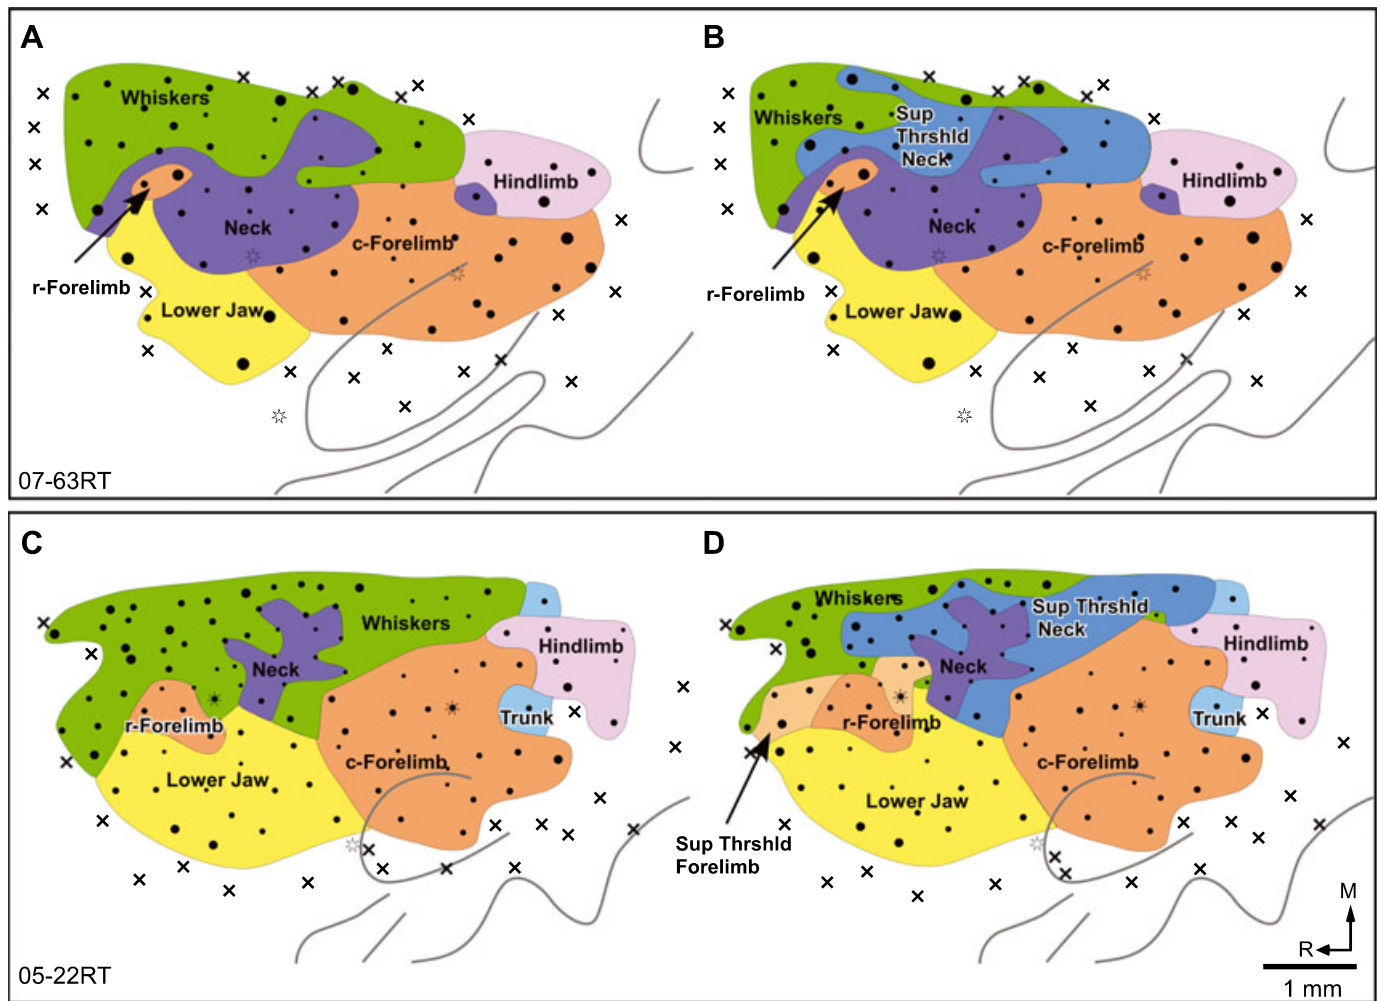 A
Whiskers
Hindlimb
Neck
c-Forelimb
r-Forelimb
Lower Jaw
07-63RT
B
Whiskers
Sup
Thrshld
Neck
Hindlimb
Neck
c-Forelimb
r-Forelimb
Lower Jaw
C
Whiskers
Hindlimb
Neck
Trunk
r-Forelimb
c-Forelimb
Lower Jaw
05-22RT
D
Whiskers
Sup Thrshld
Neck
Hindlimb
Neck
Trunk
r-Forelimb
c-Forelimb
Lower Jaw
Sup Thrshld
Forelimb
M
R
1 mm